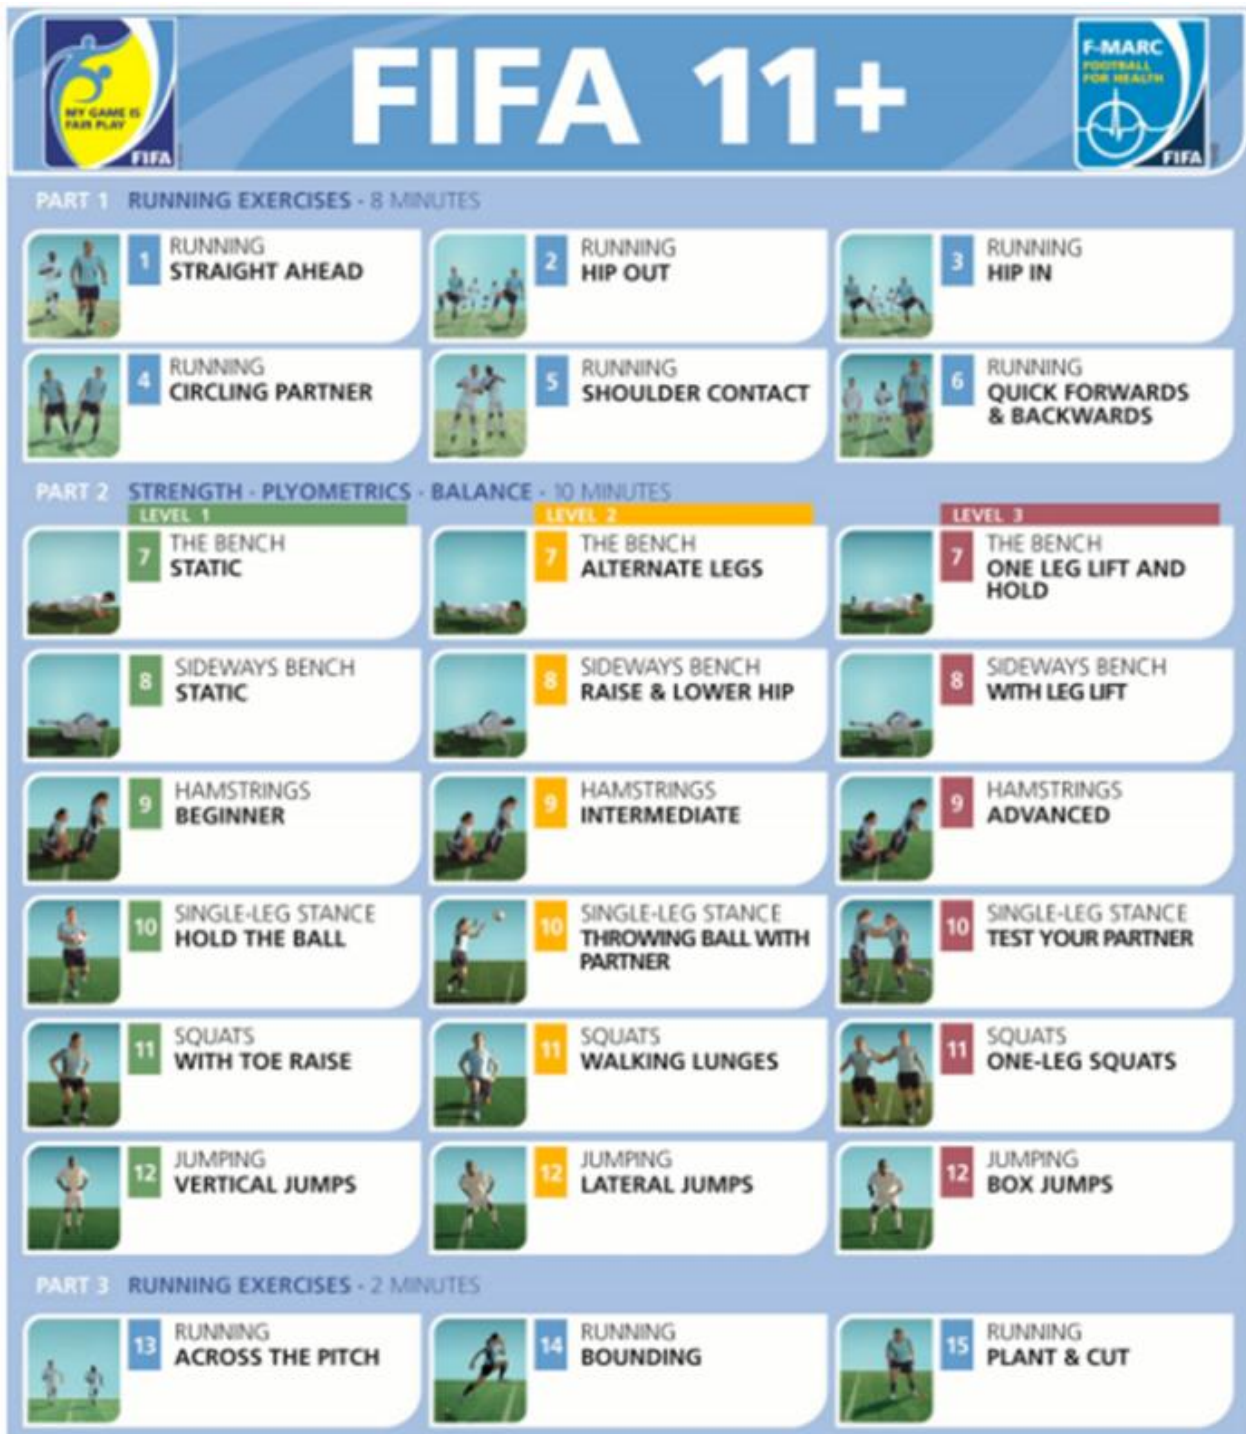 MY GAME IS
FAIR PLAY
FIFA
FIFA 11+
F-MARC
FOOTBALL
FOR HEALTH
FIFA
PART 1 RUNNING EXERCISES · 8 MINUTES
1 RUNNING
STRAIGHT AHEAD
2 RUNNING
HIP OUT
3 RUNNING
HIP IN
4 RUNNING
CIRCLING PARTNER
5 RUNNING
SHOULDER CONTACT
6 RUNNING
QUICK FORWARDS
& BACKWARDS
PART 2 STRENGTH · PLYOMETRICS · BALANCE · 10 MINUTES
LEVEL 1
LEVEL 2
LEVEL 3
7 THE BENCH
STATIC
7 THE BENCH
ALTERNATE LEGS
7 THE BENCH
ONE LEG LIFT AND
HOLD
8 SIDEWAYS BENCH
STATIC
8 SIDEWAYS BENCH
RAISE & LOWER HIP
8 SIDEWAYS BENCH
WITH LEG LIFT
9 HAMSTRINGS
BEGINNER
9 HAMSTRINGS
INTERMEDIATE
9 HAMSTRINGS
ADVANCED
10 SINGLE-LEG STANCE
HOLD THE BALL
10 SINGLE-LEG STANCE
THROWING BALL WITH
PARTNER
10 SINGLE-LEG STANCE
TEST YOUR PARTNER
11 SQUATS
WITH TOE RAISE
11 SQUATS
WALKING LUNGES
11 SQUATS
ONE-LEG SQUATS
12 JUMPING
VERTICAL JUMPS
12 JUMPING
LATERAL JUMPS
12 JUMPING
BOX JUMPS
PART 3 RUNNING EXERCISES · 2 MINUTES
13 RUNNING
ACROSS THE PITCH
14 RUNNING
BOUNDING
15 RUNNING
PLANT & CUT